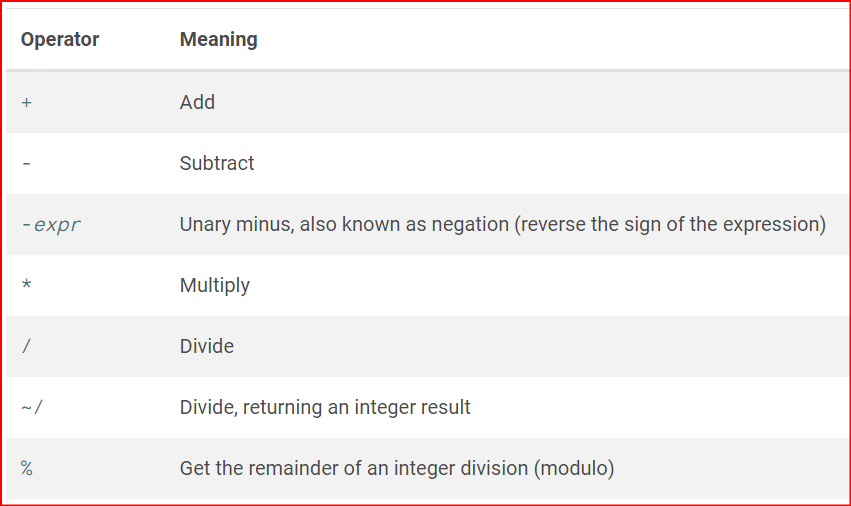 Operator Meaning
+ Add
- Subtract
-expr Unary minus, also known as negation (reverse the sign of the expression)
* Multiply
/ Divide
~/ Divide, returning an integer result
% Get the remainder of an integer division (modulo)